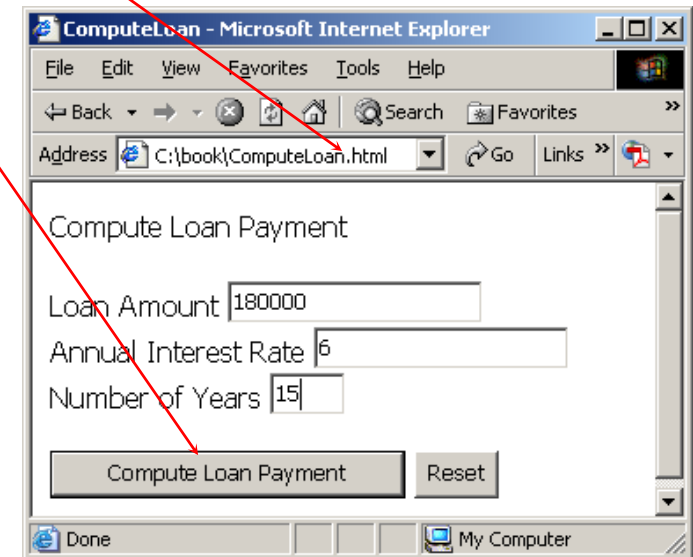 ComputeLoan - Microsoft Internet Explorer
File Edit View Favorites Tools Help
Back Search Favorites »
Address C:\book\ComputeLoan.html Go Links »
Compute Loan Payment
Loan Amount 180000
Annual Interest Rate 6
Number of Years 15
Compute Loan Payment Reset
Done My Computer